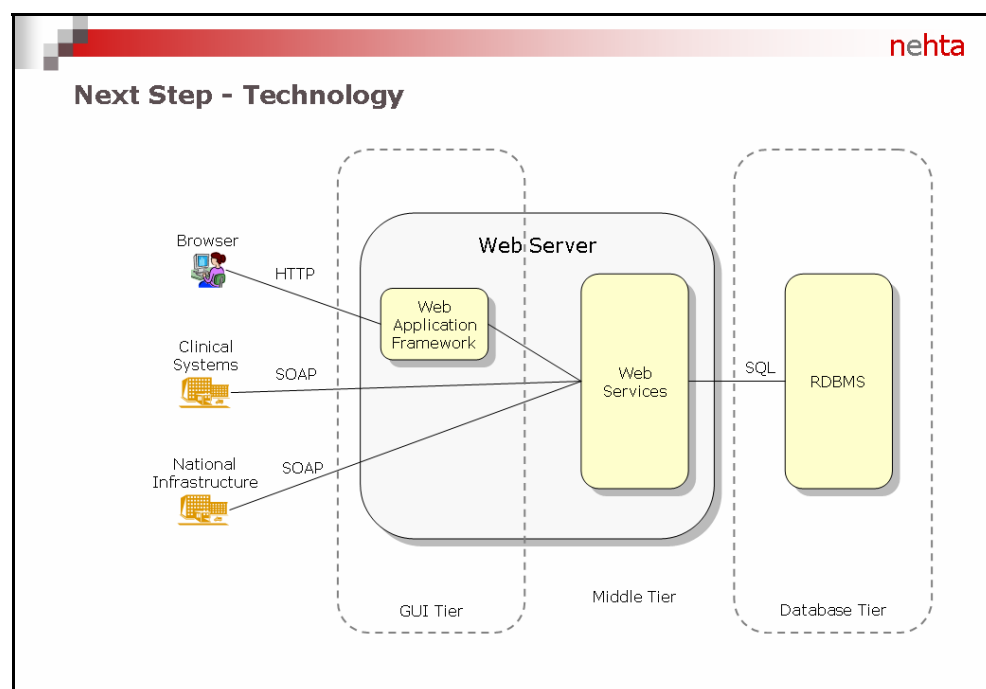 nehta
Next Step - Technology
Web Server
Browser
HTTP
Web
Application
Framework
Clinical
Systems
SOAP
Web
Services
SQL
RDBMS
National
Infrastructure
SOAP
GUI Tier
Middle Tier
Database Tier